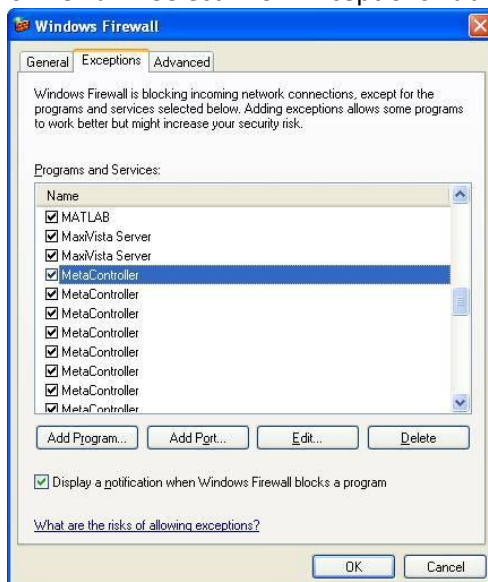 Windows Firewall
General Exceptions Advanced
Windows Firewall is blocking incoming network connections, except for the
programs and services selected below. Adding exceptions allows some programs
to work better but might increase your security risk.
Programs and Services:
Name
MATLAB
MaxiVista Server
MaxiVista Server
MetaController
MetaController
MetaController
MetaController
MetaController
MetaController
MetaController
MetaController
Add Program... Add Port... Edit... Delete
Display a notification when Windows Firewall blocks a program
What are the risks of allowing exceptions?
OK Cancel